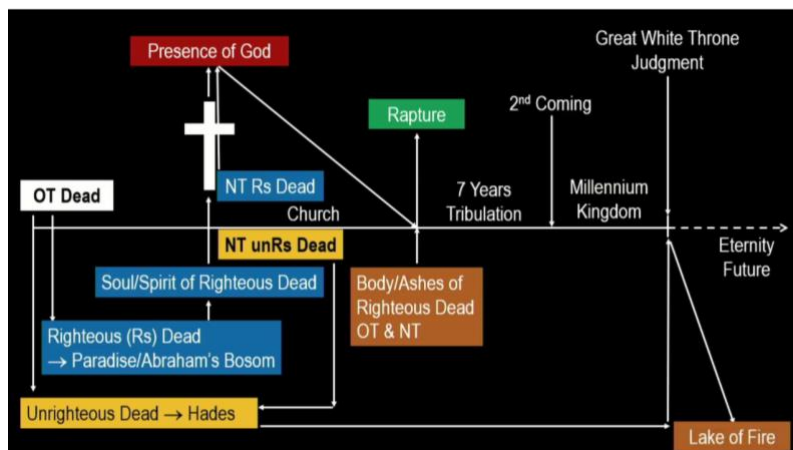 Great White Throne
Judgment
Presence of God
2nd Coming
Rapture
OT Dead
NT Rs Dead
7 Years
Tribulation
Millennium
Kingdom
Church
NT unRs Dead
Eternity
Future
Soul/Spirit of Righteous Dead
Body/Ashes of
Righteous Dead
OT & NT
Righteous (Rs) Dead
→ Paradise/Abraham's Bosom
Unrighteous Dead → Hades
Lake of Fire